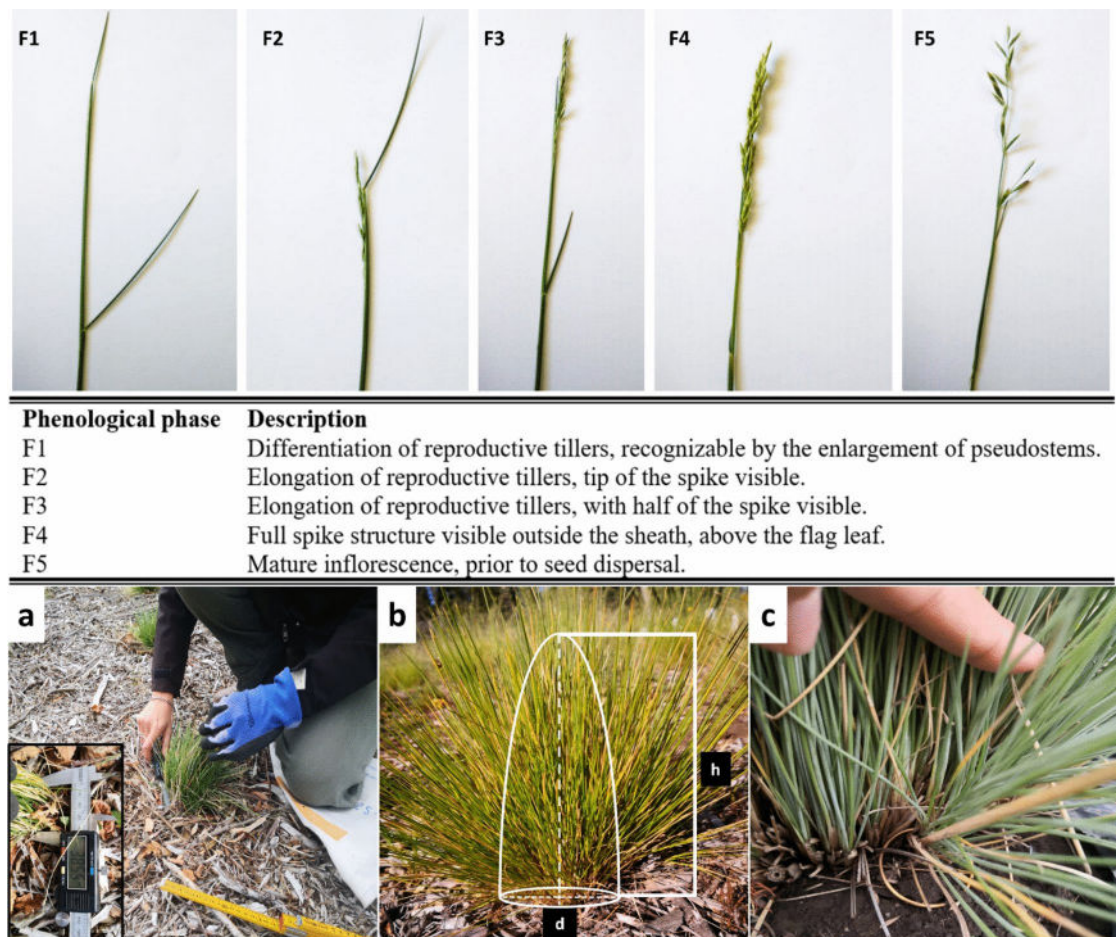 F1
F2
F3
F4
F5
Phenological phase Description
F1 Differentiation of reproductive tillers, recognizable by the enlargement of pseudostems.
F2 Elongation of reproductive tillers, tip of the spike visible.
F3 Elongation of reproductive tillers, with half of the spike visible.
F4 Full spike structure visible outside the sheath, above the flag leaf.
F5 Mature inflorescence, prior to seed dispersal.
a
b
c
h
d